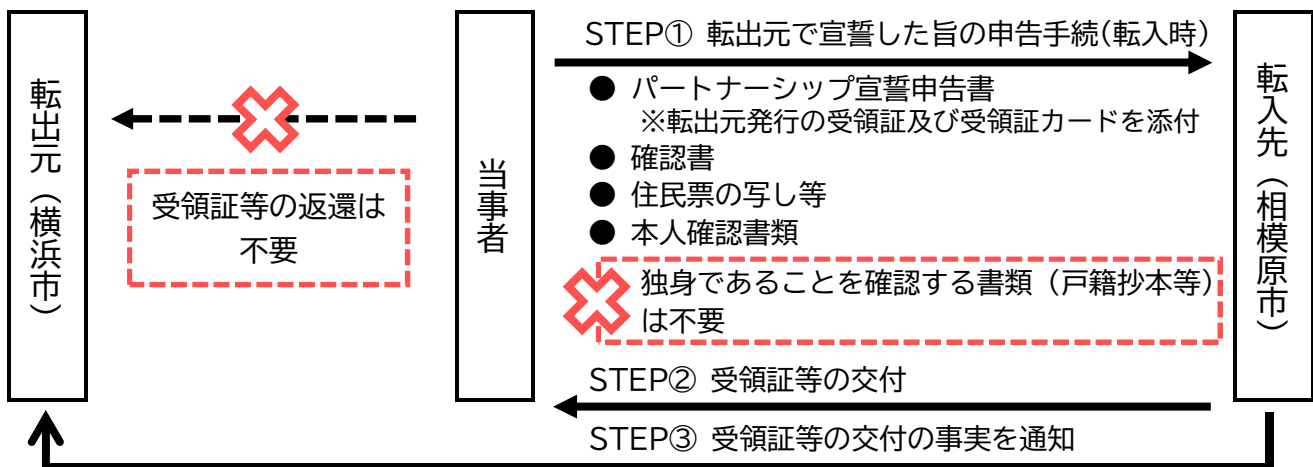 転出元（横浜市）
受領証等の返還は
不要
当事者
STEP① 転出元で宣誓した旨の申告手続(転入時)
● パートナーシップ宣誓申告書
※転出元発行の受領証及び受領証カードを添付
● 確認書
● 住民票の写し等
● 本人確認書類
独身であることを確認する書類（戸籍抄本等）
は不要
STEP② 受領証等の交付
STEP③ 受領証等の交付の事実を通知
転入先（相模原市）